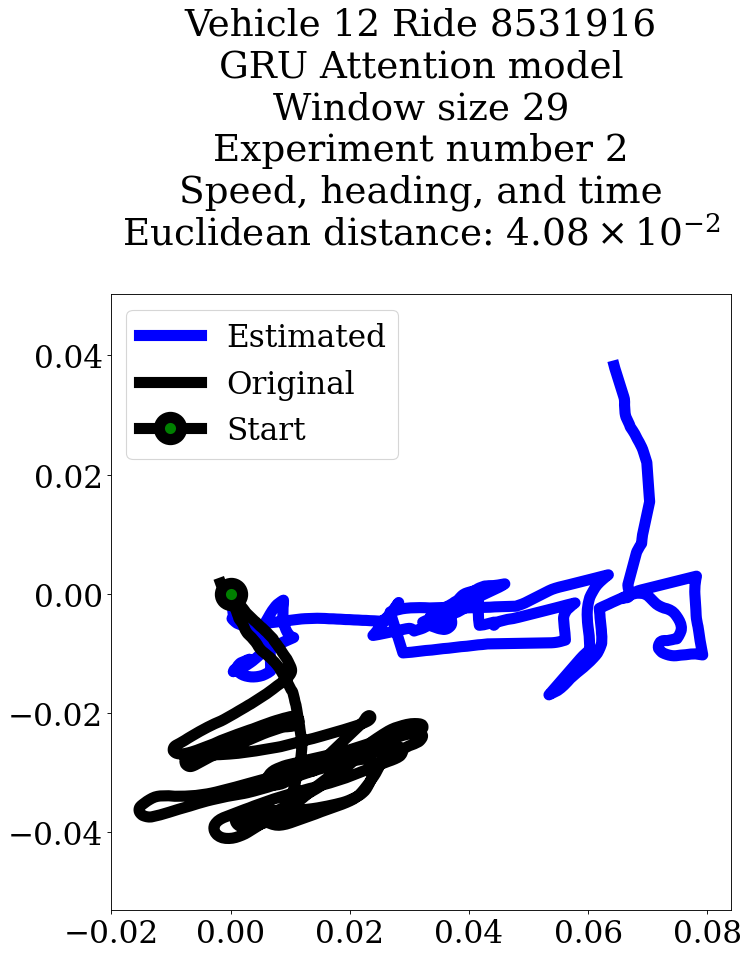 Vehicle 12 Ride 8531916
GRU Attention model
Window size 29
Experiment number 2
Speed, heading, and time
Euclidean distance: 4.08 × 10⁻²
Estimated
Original
Start
0.04
0.02
0.00
−0.02
−0.04
−0.02 0.00 0.02 0.04 0.06 0.08